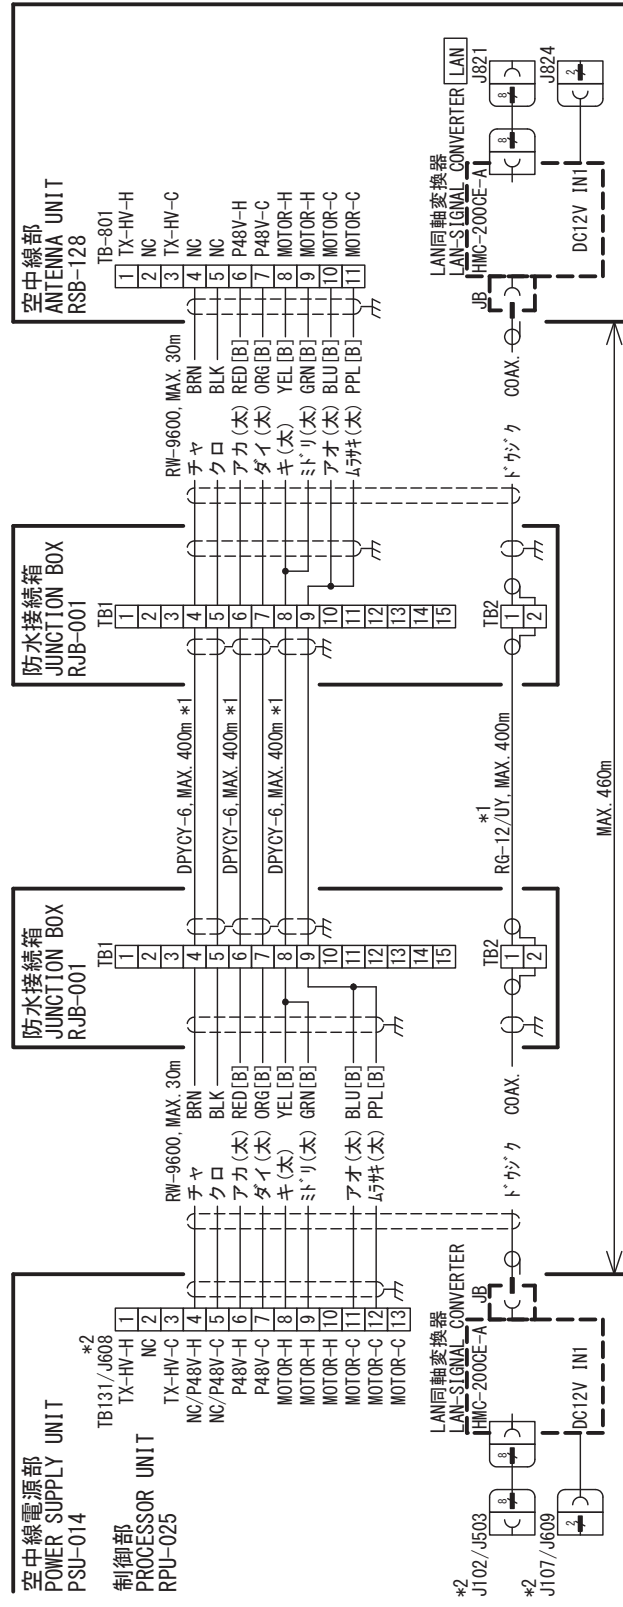 空中線電源部
POWER SUPPLY UNIT
PSU-014
制御部
PROCESSOR UNIT
RPU-025
*2
TB131/J608
TX-HV-H 1
NC 2
TX-HV-C 3
NC/P48V-H 4
NC/P48V-C 5
P48V-H 6
P48V-C 7
MOTOR-H 8
MOTOR-H 9
MOTOR-H 10
MOTOR-C 11
MOTOR-C 12
MOTOR-C 13
LAN同軸変換器
LAN-SIGNAL CONVERTER
HMC-200CE-A
JB
DC12V IN1
*2
J102/J503
8
8
*2
J107/J609
2
RW-9600, MAX. 30m
チャ BRN
クロ BLK
アカ(太) RED[B]
ダイ(太) ORG[B]
キ(太) YEL[B]
ミドリ(太) GRN[B]
アオ(太) BLU[B]
ムラサキ(太) PPL[B]
ドウジク COAX.
防水接続箱
JUNCTION BOX
RJB-001
TB1
1
2
3
4
5
6
7
8
9
10
11
12
13
14
15
TB2
1
2
DPYCY-6, MAX. 400m *1
DPYCY-6, MAX. 400m *1
DPYCY-6, MAX. 400m *1
*1
RG-12/UY, MAX. 400m
MAX. 460m
防水接続箱
JUNCTION BOX
RJB-001
TB1
1
2
3
4
5
6
7
8
9
10
11
12
13
14
15
TB2
1
2
RW-9600, MAX. 30m
チャ BRN
クロ BLK
アカ(太) RED[B]
ダイ(太) ORG[B]
キ(太) YEL[B]
ミドリ(太) GRN[B]
アオ(太) BLU[B]
ムラサキ(太) PPL[B]
ドウジク COAX.
空中線部
ANTENNA UNIT
RSB-128
TB-801
1 TX-HV-H
2 NC
3 TX-HV-C
4 NC
5 NC
6 P48V-H
7 P48V-C
8 MOTOR-H
9 MOTOR-H
10 MOTOR-C
11 MOTOR-C
LAN同軸変換器
LAN-SIGNAL CONVERTER LAN
HMC-200CE-A
JB
DC12V IN1
8
8
J821
2
J824